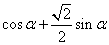 cos α + √2/2 sin α